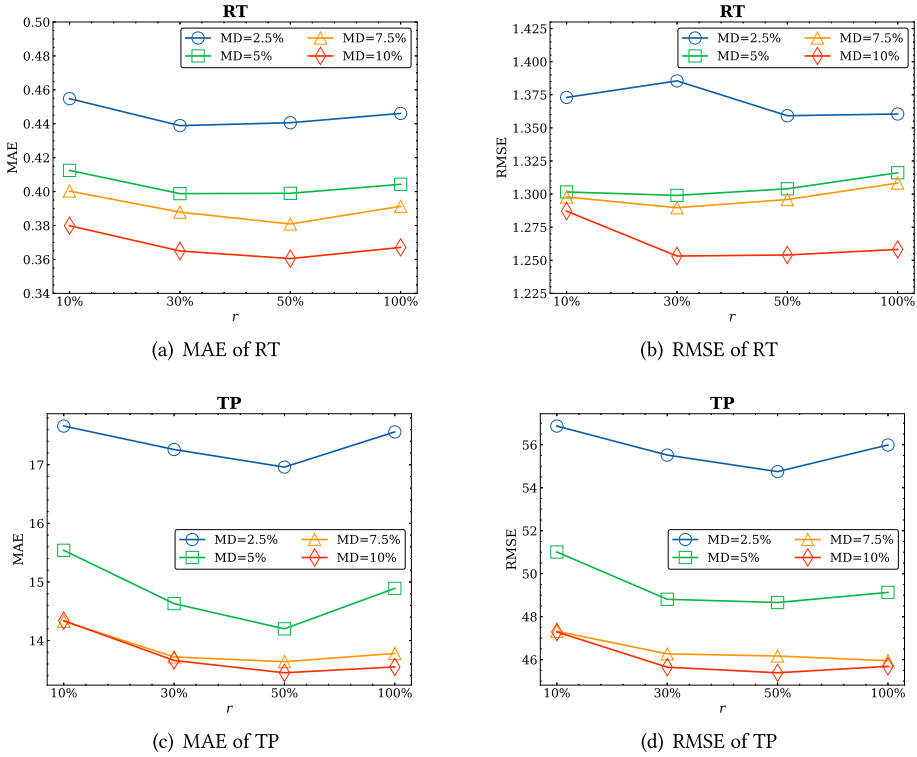 RT
0.50
0.48
0.46
0.44
0.42
0.40
0.38
0.36
0.34
MAE
MD=2.5% MD=7.5%
MD=5% MD=10%
10% 30% 50% 100%
r
(a) MAE of RT
RT
1.425
1.400
1.375
1.350
1.325
1.300
1.275
1.250
1.225
RMSE
MD=2.5% MD=7.5%
MD=5% MD=10%
10% 30% 50% 100%
r
(b) RMSE of RT
TP
17
16
15
14
MAE
MD=2.5% MD=7.5%
MD=5% MD=10%
10% 30% 50% 100%
r
(c) MAE of TP
TP
56
54
52
50
48
46
RMSE
MD=2.5% MD=7.5%
MD=5% MD=10%
10% 30% 50% 100%
r
(d) RMSE of TP